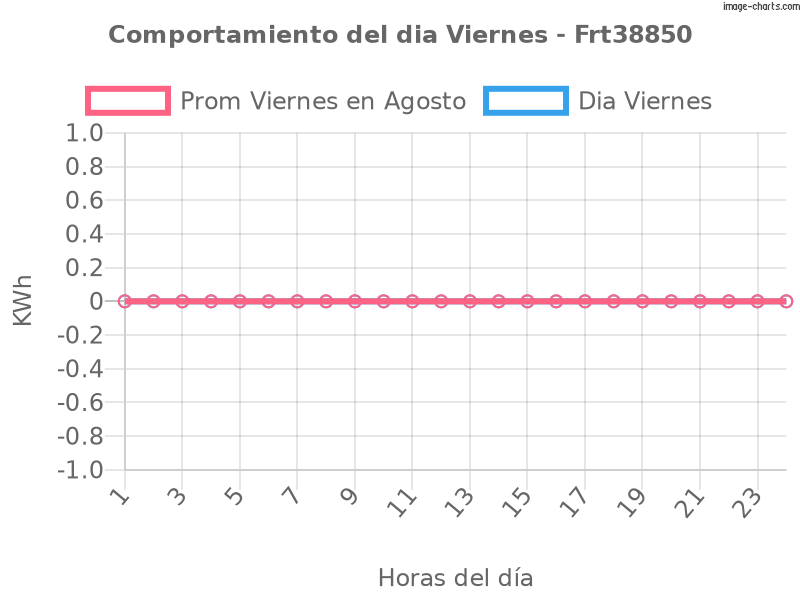 image-charts.com
Comportamiento del dia Viernes - Frt38850
Prom Viernes en Agosto Dia Viernes
1.0
0.8
0.6
0.4
0.2
0
-0.2
-0.4
-0.6
-0.8
-1.0
KWh
1 3 5 7 9 11 13 15 17 19 21 23
Horas del día